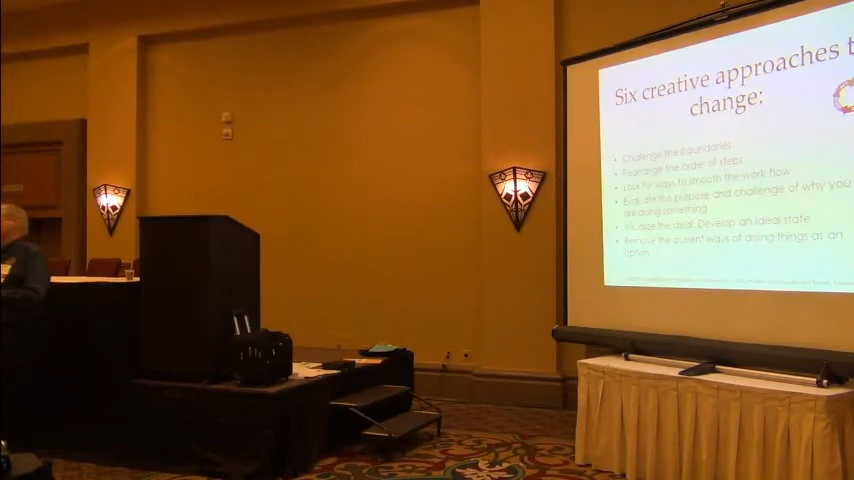 Six creative approaches t
change:
• Challenge the boundaries
• Rearrange the order of steps
• Look for ways to smooth the work flow
• Evaluate the purpose and challenge of why you
are doing something
• Visualize the ideal; Develop an ideal state
• Remove the current ways of doing things as an
option